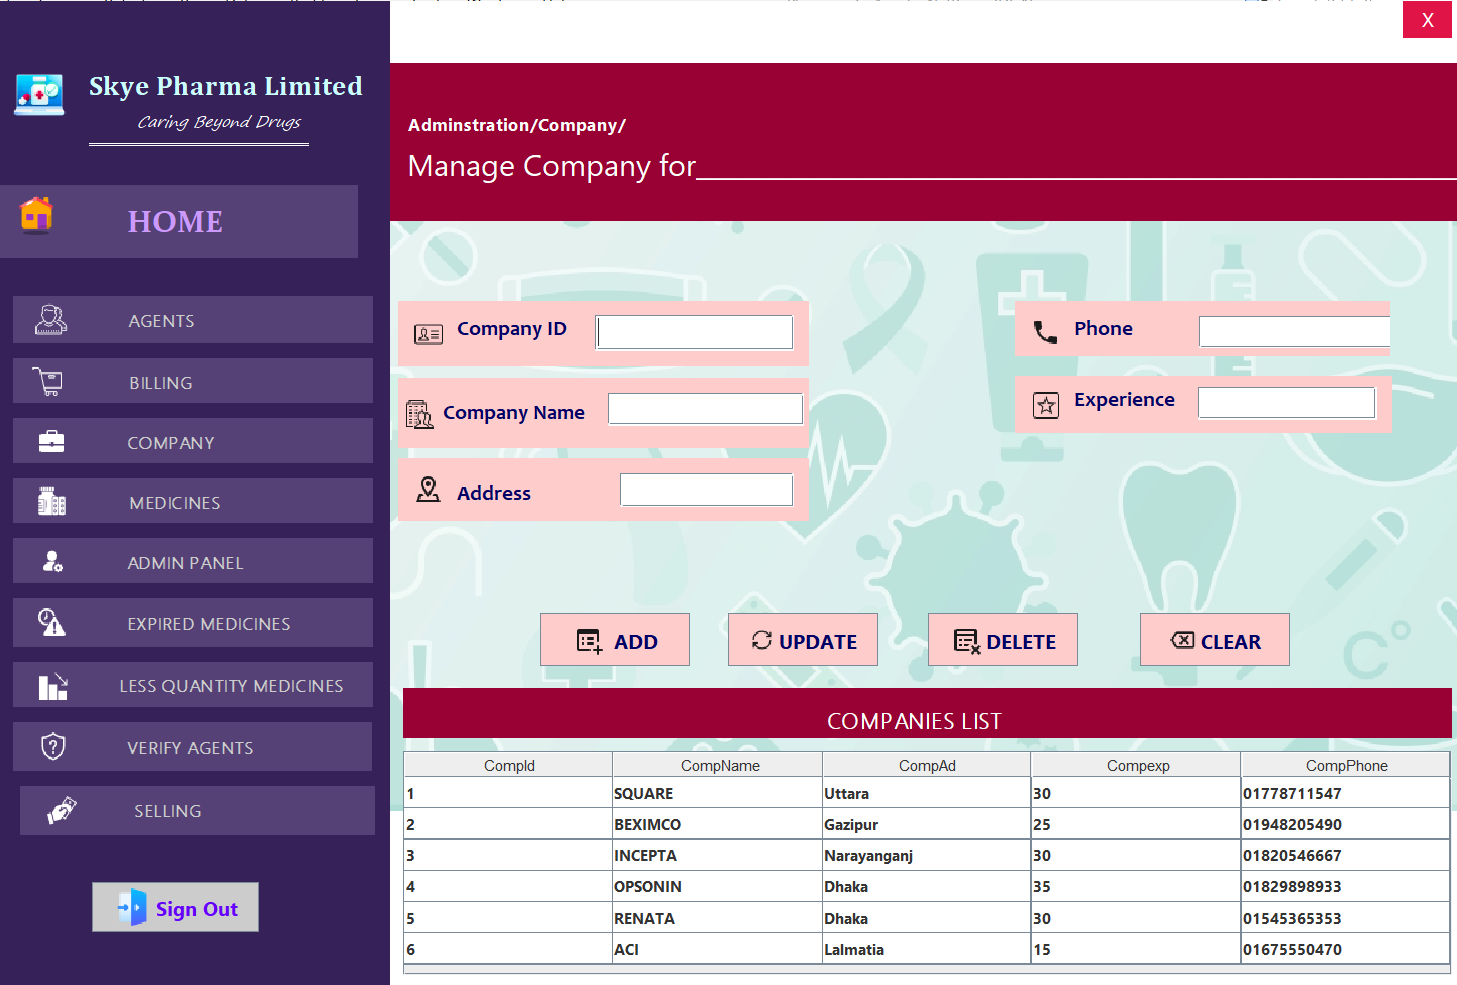 X
Skye Pharma Limited
Caring Beyond Drugs
HOME
AGENTS
BILLING
COMPANY
MEDICINES
ADMIN PANEL
EXPIRED MEDICINES
LESS QUANTITY MEDICINES
VERIFY AGENTS
SELLING
Sign Out
Adminstration/Company/
Manage Company for
Company ID
Phone
Company Name
Experience
Address
ADD UPDATE DELETE CLEAR
COMPANIES LIST
CompId CompName CompAd Compexp CompPhone
1 SQUARE Uttara 30 01778711547
2 BEXIMCO Gazipur 25 01948205490
3 INCEPTA Narayanganj 30 01820546667
4 OPSONIN Dhaka 35 01829898933
5 RENATA Dhaka 30 01545365353
6 ACI Lalmatia 15 01675550470